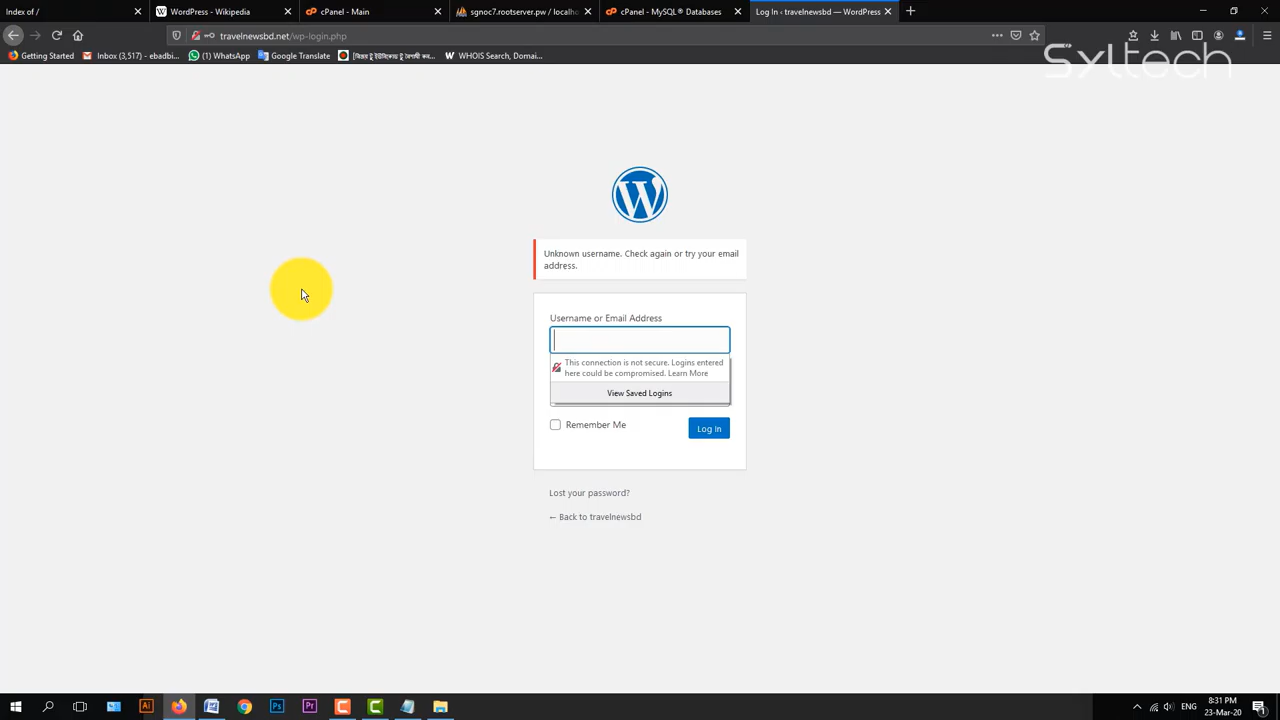 Index of /
WordPress - Wikipedia
cPanel - Main
sgnoc7.rootserver.pw / localho
cPanel - MySQL® Databases
Log In ‹ travelnewsbd — WordPress
travelnewsbd.net/wp-login.php
Getting Started
Inbox (3,517) - ebadbi...
(1) WhatsApp
Google Translate
WHOIS Search, Domain...
Syltech
Unknown username. Check again or try your email
address.
Username or Email Address
This connection is not secure. Logins entered
here could be compromised. Learn More
View Saved Logins
Remember Me
Log In
Lost your password?
← Back to travelnewsbd
ENG
8:31 PM
23-Mar-20